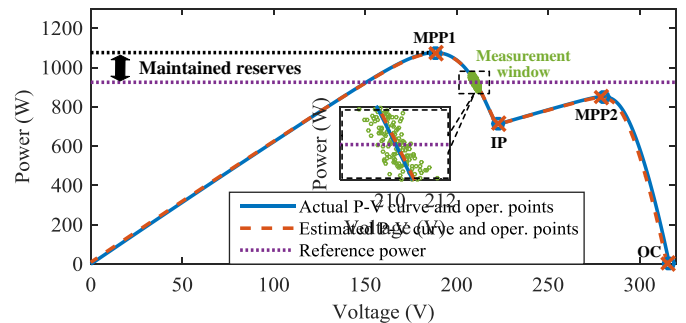 1200
1000
800
600
400
200
0
Power (W)
MPP1
Measurement
window
Maintained reserves
IP
MPP2
Power (W)
210
212
Voltage (V)
Actual P-V curve and oper. points
Estimated P-V curve and oper. points
Reference power
OC
0
50
100
150
200
250
300
Voltage (V)